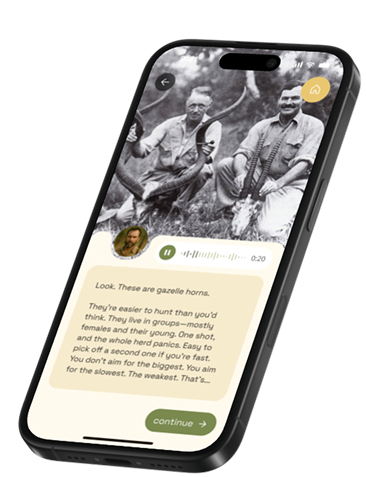 0:20
Look. These are gazelle horns.
They're easier to hunt than you'd
think. They live in groups—mostly
females and their young. One shot,
and the whole herd panics. Easy to
pick off a second one if you're fast.
You don't aim for the biggest. You aim
for the slowest. The weakest. That's...
continue →